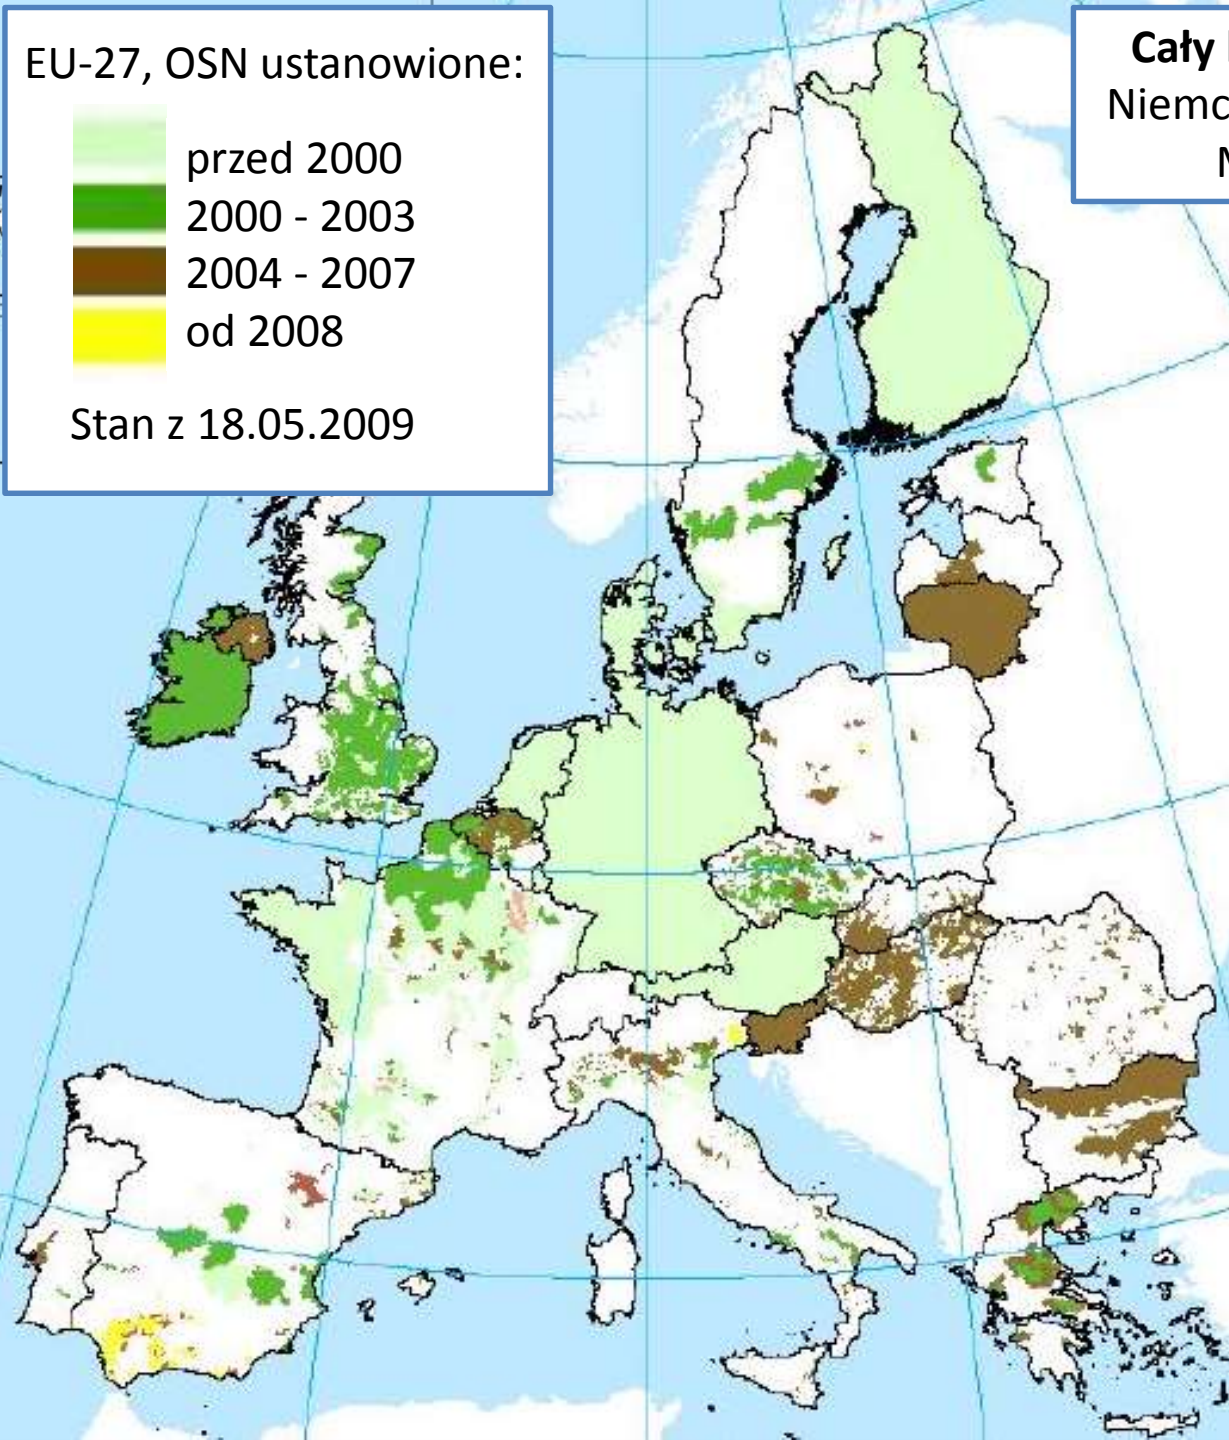 EU-27, OSN ustanowione:
przed 2000
2000 - 2003
2004 - 2007
od 2008
Stan z 18.05.2009
Cały
Niemc